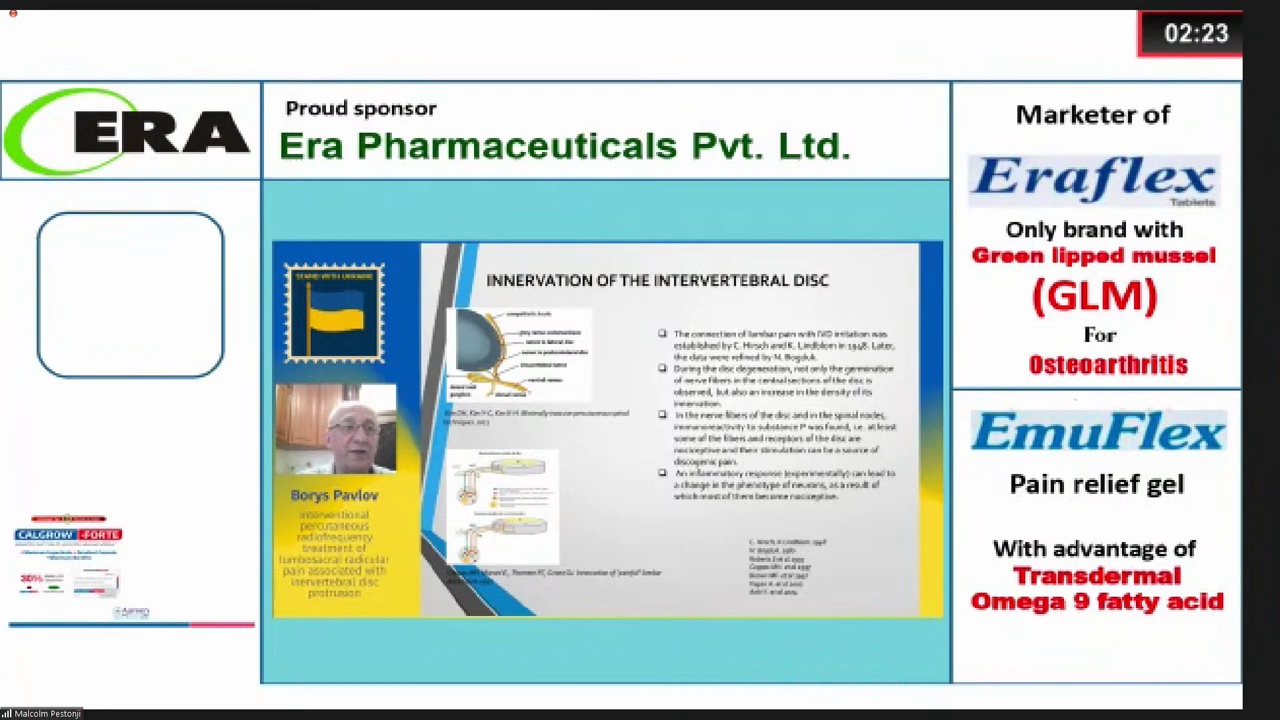 02:23
ERA
Proud sponsor
Era Pharmaceuticals Pvt. Ltd.
Marketer of
Eraflex
Tablets
Only brand with
Green lipped mussel
(GLM)
For
Osteoarthritis
EmuFlex
Pain relief gel
With advantage of
Transdermal
Omega 9 fatty acid
STAND WITH UKRAINE
Borys Pavlov
interventional
percutaneous
radiofrequency
treatment of
lumbosacral radicular
pain associated with
inervertebral disc
protrusion
INNERVATION OF THE INTERVERTEBRAL DISC
The connection of lumbar pain with IVD irritation was
established by C. Hirsch and K. Lindblom in 1948. Later,
the data were refined by N. Bogduk.
During the disc degeneration, not only the germination
of nerve fibers in the central sections of the disc is
observed, but also an increase in the density of its
innervation.
In the nerve fibers of the disc and in the spinal nodes,
immunoreactivity to substance P was found, i.e. at least
some of the fibers and receptors of the disc are
nociceptive and their stimulation can be a source of
discogenic pain.
An inflammatory response (experimentally) can lead to
a change in the phenotype of neurons, as a result of
which most of them become nociceptive.
CALGROW -FORTE
Malcolm Pestonji